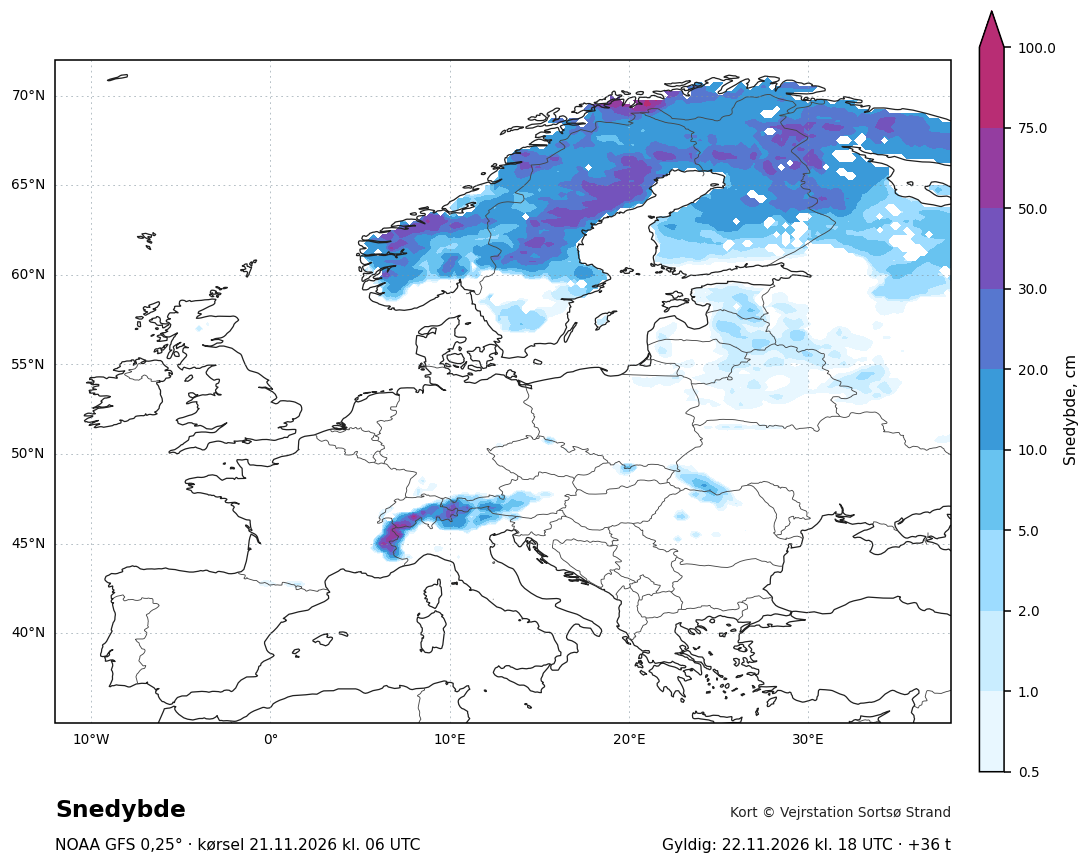 100.0
70°N
75.0
65°N
50.0
60°N
30.0
55°N
20.0
Snedybde, cm
50°N
10.0
45°N
5.0
40°N
2.0
1.0
10°W 0° 10°E 20°E 30°E
0.5
Snedybde
Kort © Vejrstation Sortsø Strand
NOAA GFS 0,25° · kørsel 21.11.2026 kl. 06 UTC
Gyldig: 22.11.2026 kl. 18 UTC · +36 t